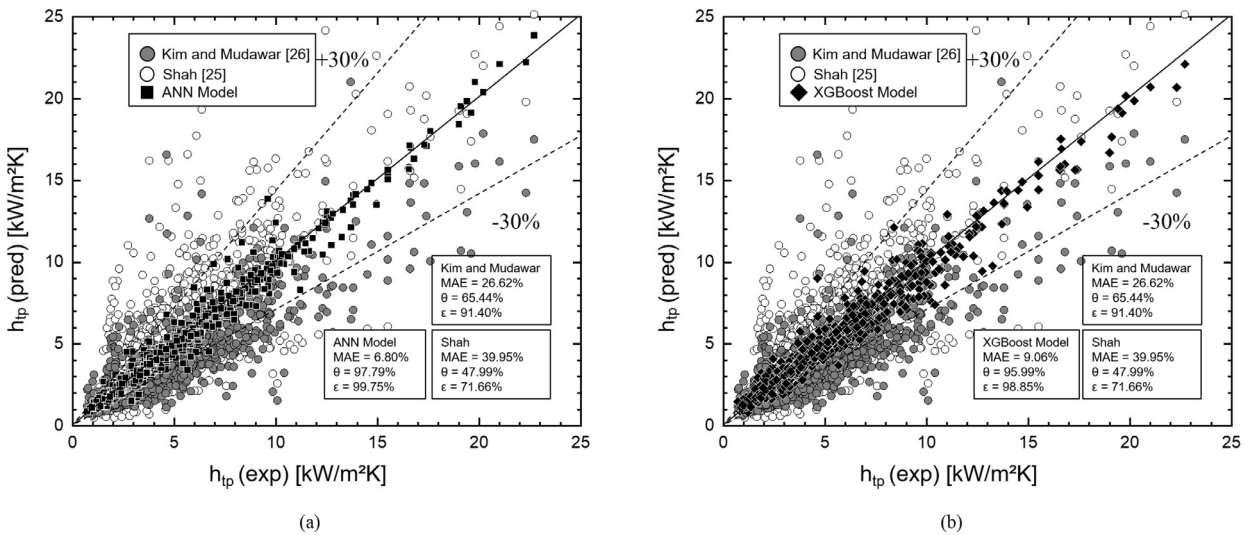 Kim and Mudawar [26]
Shah [25]
ANN Model
+30%
-30%
Kim and Mudawar
MAE = 26.62%
θ = 65.44%
ε = 91.40%
ANN Model
MAE = 6.80%
θ = 97.79%
ε = 99.75%
Shah
MAE = 39.95%
θ = 47.99%
ε = 71.66%
25
20
15
10
5
0
0 5 10 15 20 25
htp (pred) [kW/m²K]
htp (exp) [kW/m²K]
(a)
Kim and Mudawar [26]
Shah [25]
XGBoost Model
+30%
-30%
Kim and Mudawar
MAE = 26.62%
θ = 65.44%
ε = 91.40%
XGBoost Model
MAE = 9.06%
θ = 95.99%
ε = 98.85%
Shah
MAE = 39.95%
θ = 47.99%
ε = 71.66%
25
20
15
10
5
0
0 5 10 15 20 25
htp (pred) [kW/m²K]
htp (exp) [kW/m²K]
(b)